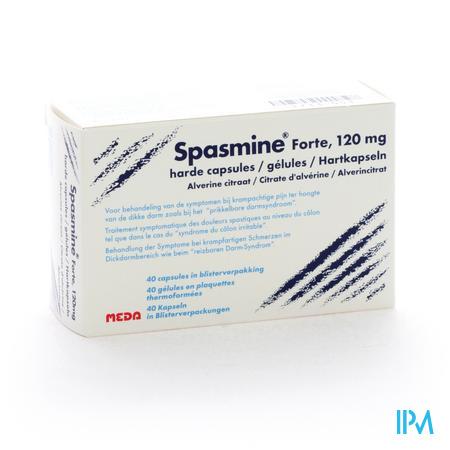 Spasmine® Forte, 120 mg
harde capsules / gélules / Hartkapseln
Alverine citraat / Citrate d'alvérine / Alverincitrat
Voor behandeling van de symptomen bij krampachtige pijn ter hoogte
van de dikke darm zoals bij het "prikkelbare darmsyndroom".
Traitement symptomatique des douleurs spastiques au niveau du côlon
tel que dans le cas du "syndrome du côlon irritable".
Behandlung der Symptome bei krampfartigen Schmerzen im
Dickdarmbereich wie beim "reizbaren Darm-Syndrom".
40 capsules in blisterverpakking
40 gélules en plaquettes
thermoformées
40 Kapseln
in Blisterverpackungen
MEDA
Spasmine® Forte, 120mg
harde capsules / gélules / Hartkapseln
IPM